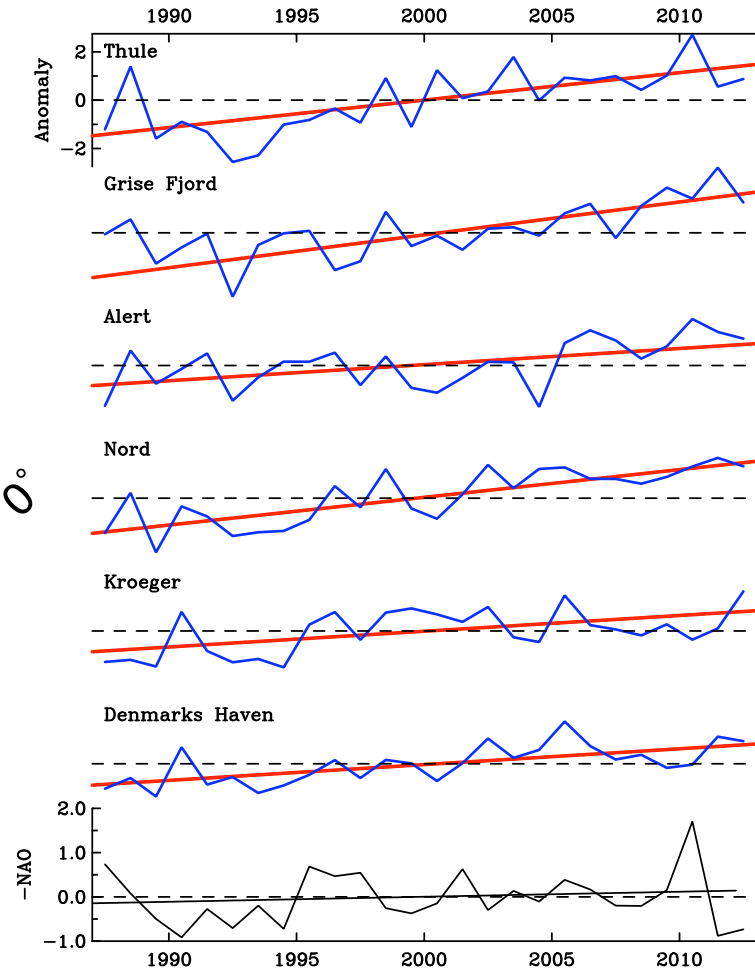 1990 1995 2000 2005 2010
Thule
2
0
−2
Anomaly
Grise Fjord
Alert
Nord
0°
Kroeger
Denmarks Haven
2.0
1.0
0.0
−1.0
−NAO
1990 1995 2000 2005 2010